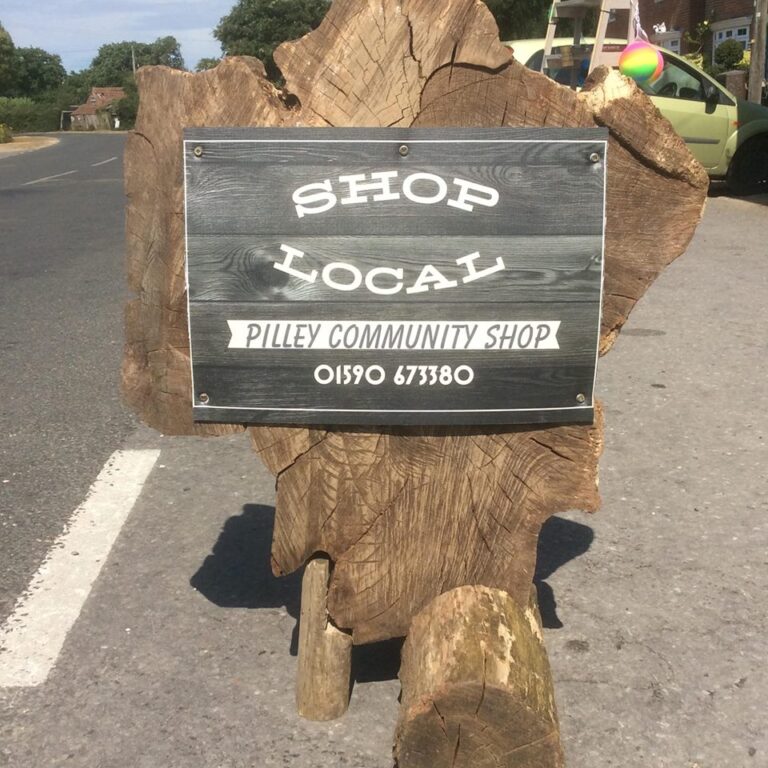 SHOP
LOCAL
PILLEY COMMUNITY SHOP
01590 673380